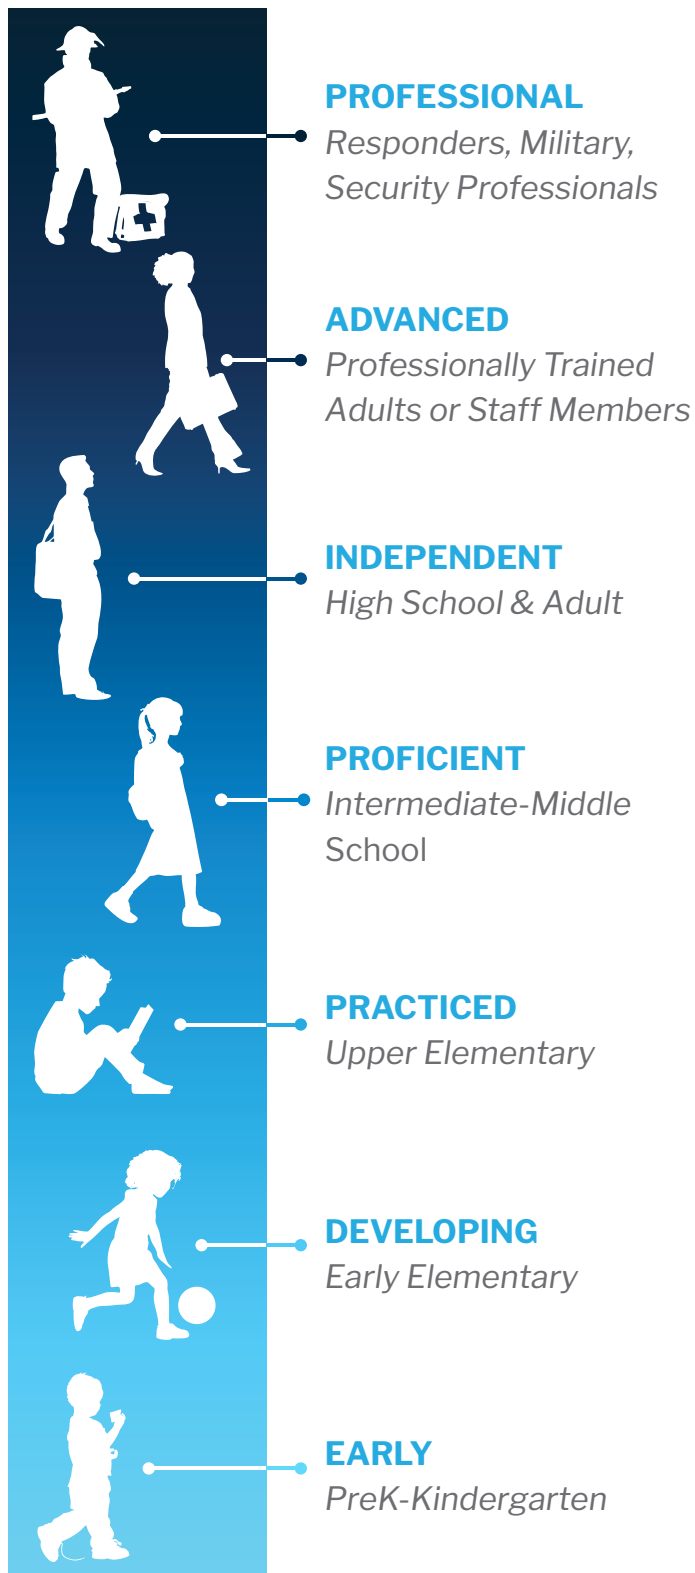 PROFESSIONAL
Responders, Military,
Security Professionals
ADVANCED
Professionally Trained
Adults or Staff Members
INDEPENDENT
High School & Adult
PROFICIENT
Intermediate-Middle
School
PRACTICED
Upper Elementary
DEVELOPING
Early Elementary
EARLY
PreK-Kindergarten